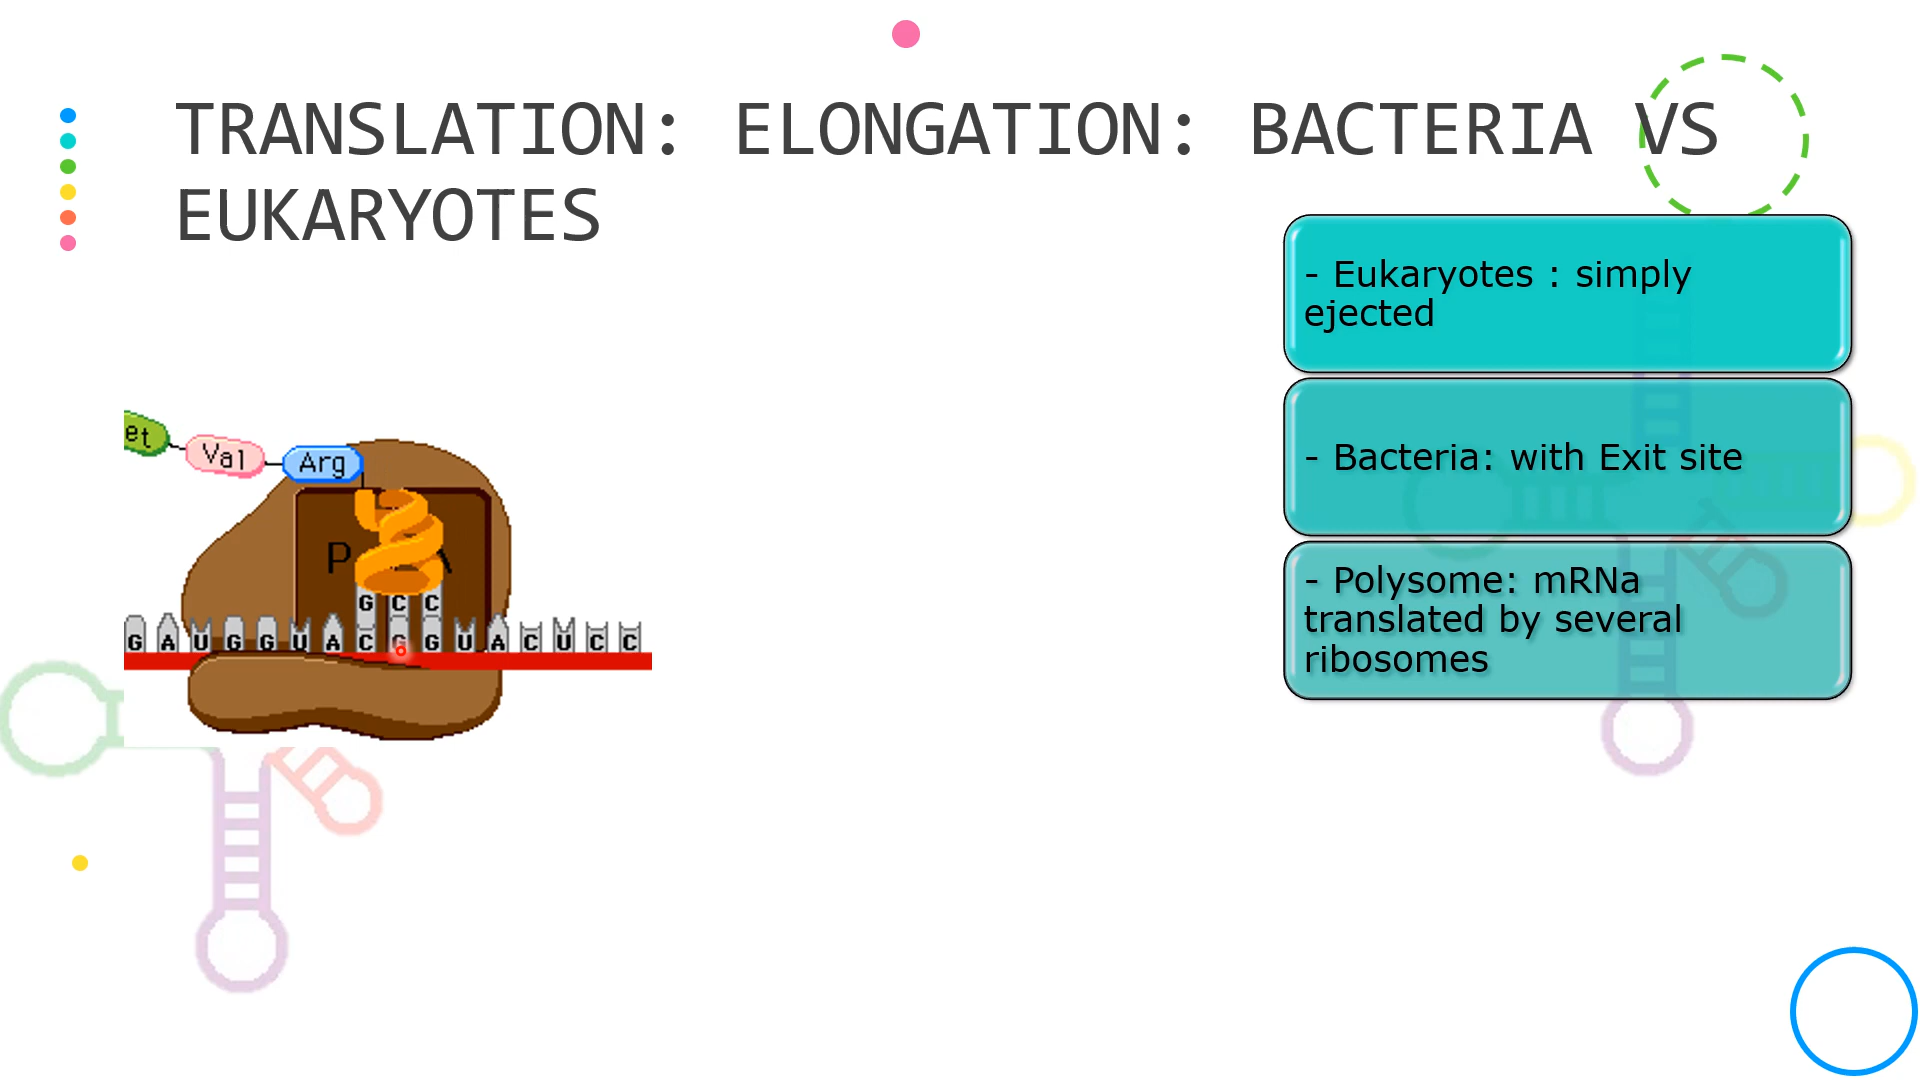 TRANSLATION: ELONGATION: BACTERIA VS
EUKARYOTES
- Eukaryotes : simply
ejected
- Bacteria: with Exit site
- Polysome: mRNa
translated by several
ribosomes
et
Val
Arg
P A
G C C
G A U G G U A C G G U A C U C C